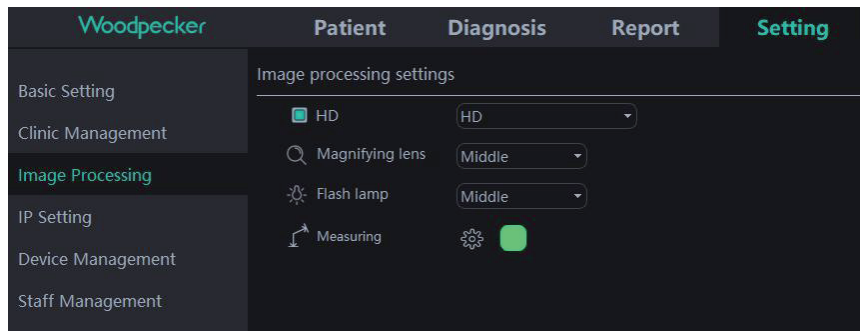 Woodpecker Patient Diagnosis Report Setting
Basic Setting
Clinic Management
Image Processing
IP Setting
Device Management
Staff Management
Image processing settings
HD HD
Magnifying lens Middle
Flash lamp Middle
Measuring